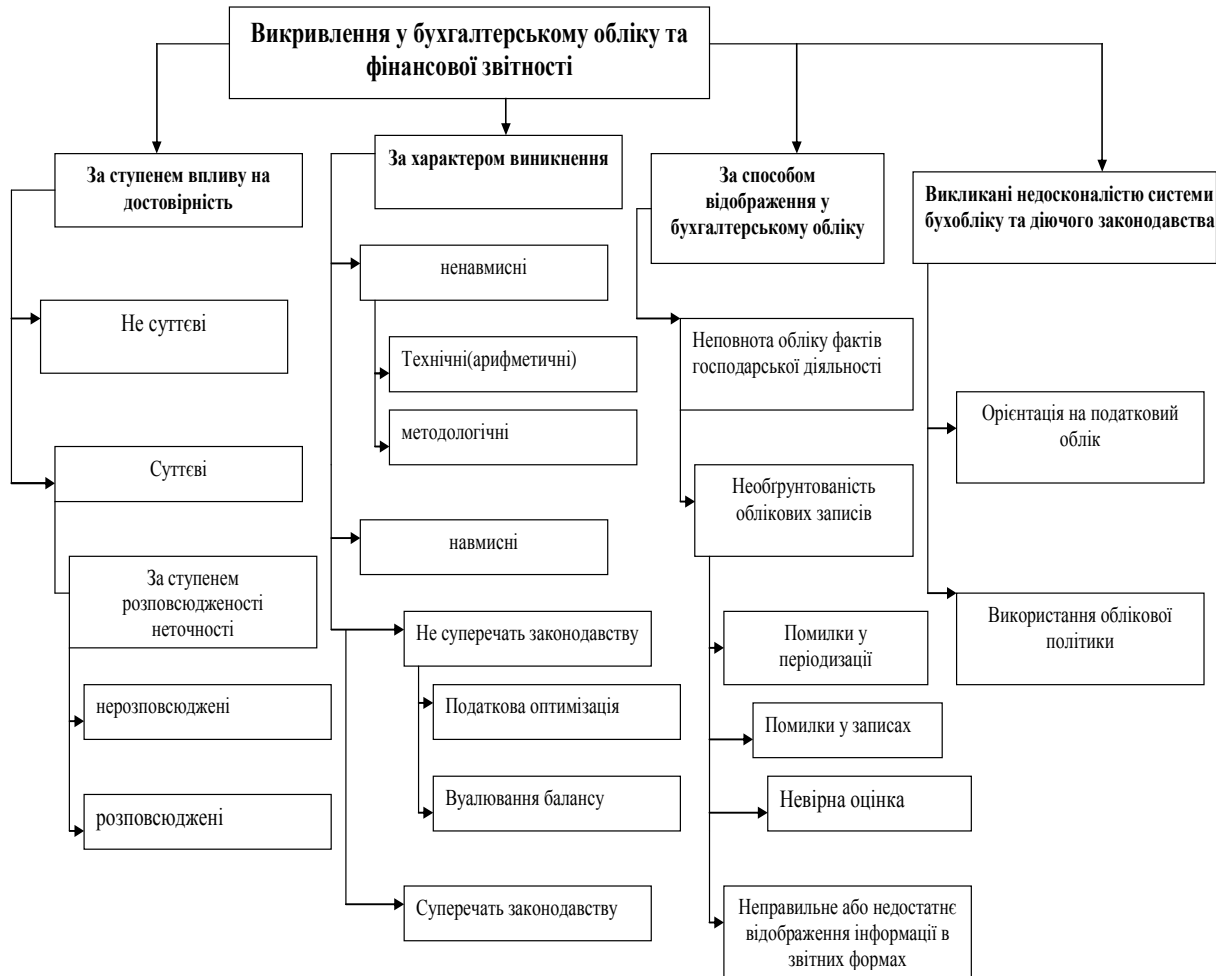 Викривлення у бухгалтерському обліку та
фінансової звітності
За ступенем впливу на
достовірність
Не суттєві
Суттєві
За ступенем
розповсюдженості
неточності
нерозповсюджені
розповсюджені
За характером виникнення
ненавмисні
Технічні(арифметичні)
методологічні
навмисні
Не суперечать законодавству
Податкова оптимізація
Вуалювання балансу
Суперечать законодавству
За способом
відображення у
бухгалтерському обліку
Неповнота обліку фактів
господарської діяльності
Необґрунтованість
облікових записів
Помилки у
періодизації
Помилки у записах
Невірна оцінка
Неправильне або недостатнє
відображення інформації в
звітних формах
Викликані недосконалістю системи
бухобліку та діючого законодавства
Орієнтація на податковий
облік
Використання облікової
політики